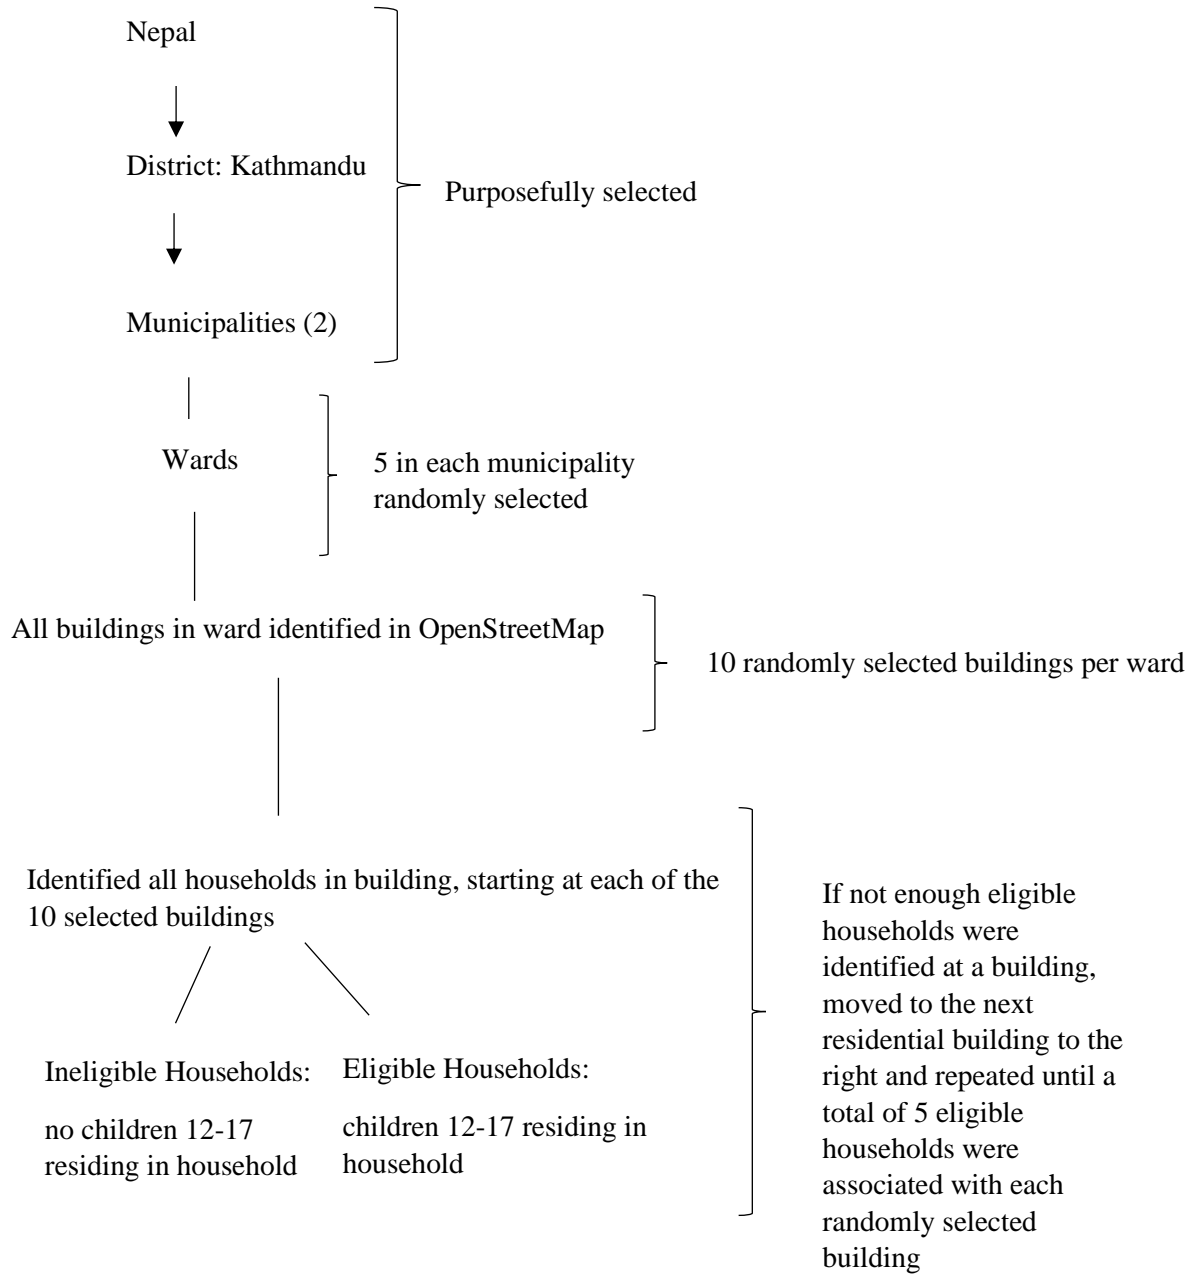 Nepal
District: Kathmandu
Purposefully selected
Municipalities (2)
Wards
5 in each municipality
randomly selected
All buildings in ward identified in OpenStreetMap
10 randomly selected buildings per ward
Identified all households in building, starting at each of the
10 selected buildings
Ineligible Households:
no children 12-17
residing in household
Eligible Households:
children 12-17 residing in
household
If not enough eligible
households were
identified at a building,
moved to the next
residential building to the
right and repeated until a
total of 5 eligible
households were
associated with each
randomly selected
building